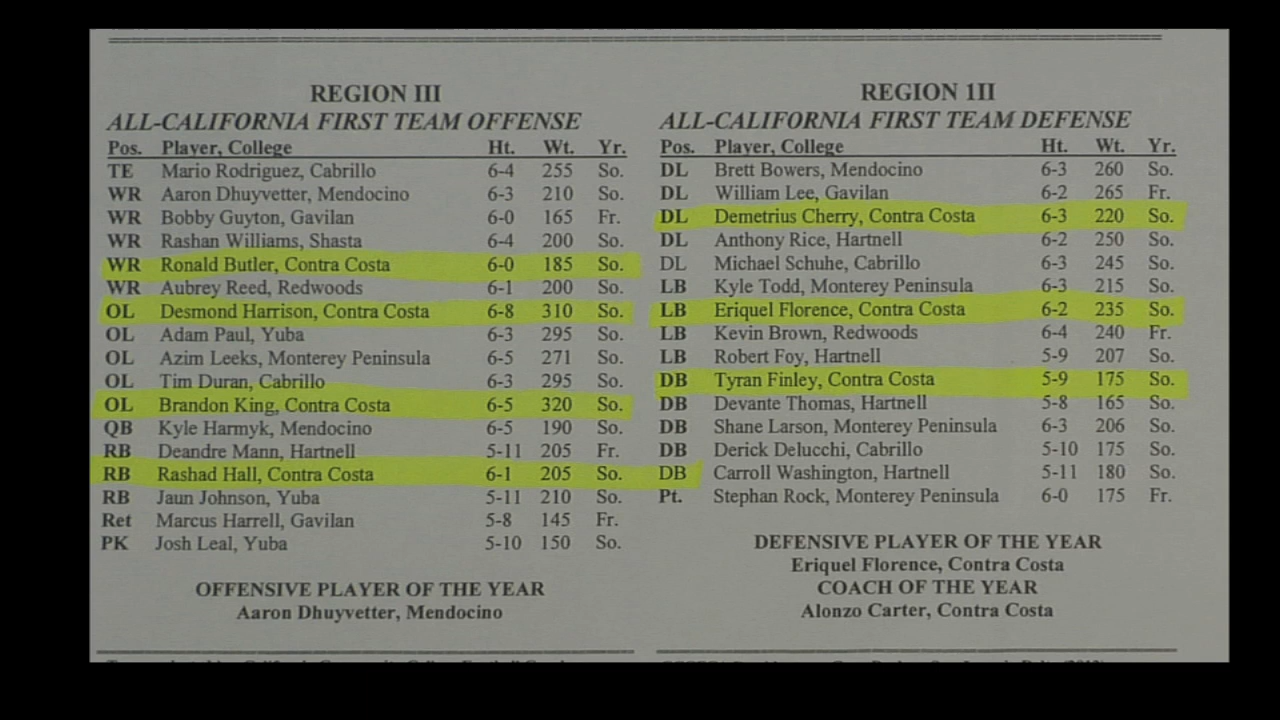 REGION III
ALL-CALIFORNIA FIRST TEAM OFFENSE
Pos. Player, College Ht. Wt. Yr.
TE Mario Rodriguez, Cabrillo 6-4 255 So.
WR Aaron Dhuyvetter, Mendocino 6-3 210 So.
WR Bobby Guyton, Gavilan 6-0 165 Fr.
WR Rashan Williams, Shasta 6-4 200 So.
WR Ronald Butler, Contra Costa 6-0 185 So.
WR Aubrey Reed, Redwoods 6-1 200 So.
OL Desmond Harrison, Contra Costa 6-8 310 So.
OL Adam Paul, Yuba 6-3 295 So.
OL Azim Leeks, Monterey Peninsula 6-5 271 So.
OL Tim Duran, Cabrillo 6-3 295 So.
OL Brandon King, Contra Costa 6-5 320 So.
QB Kyle Harmyk, Mendocino 6-5 190 So.
RB Deandre Mann, Hartnell 5-11 205 Fr.
RB Rashad Hall, Contra Costa 6-1 205 So.
RB Jaun Johnson, Yuba 5-11 210 So.
Ret Marcus Harrell, Gavilan 5-8 145 Fr.
PK Josh Leal, Yuba 5-10 150 So.
OFFENSIVE PLAYER OF THE YEAR
Aaron Dhuyvetter, Mendocino
REGION 1II
ALL-CALIFORNIA FIRST TEAM DEFENSE
Pos. Player, College Ht. Wt. Yr.
DL Brett Bowers, Mendocino 6-3 260 So.
DL William Lee, Gavilan 6-2 265 Fr.
DL Demetrius Cherry, Contra Costa 6-3 220 So.
DL Anthony Rice, Hartnell 6-2 250 So.
DL Michael Schuhe, Cabrillo 6-3 245 So.
LB Kyle Todd, Monterey Peninsula 6-3 215 So.
LB Eriquel Florence, Contra Costa 6-2 235 So.
LB Kevin Brown, Redwoods 6-4 240 Fr.
LB Robert Foy, Hartnell 5-9 207 So.
DB Tyran Finley, Contra Costa 5-9 175 So.
DB Devante Thomas, Hartnell 5-8 165 So.
DB Shane Larson, Monterey Peninsula 6-3 206 So.
DB Derick Delucchi, Cabrillo 5-10 175 So.
DB Carroll Washington, Hartnell 5-11 180 So.
Pt. Stephan Rock, Monterey Peninsula 6-0 175 Fr.
DEFENSIVE PLAYER OF THE YEAR
Eriquel Florence, Contra Costa
COACH OF THE YEAR
Alonzo Carter, Contra Costa